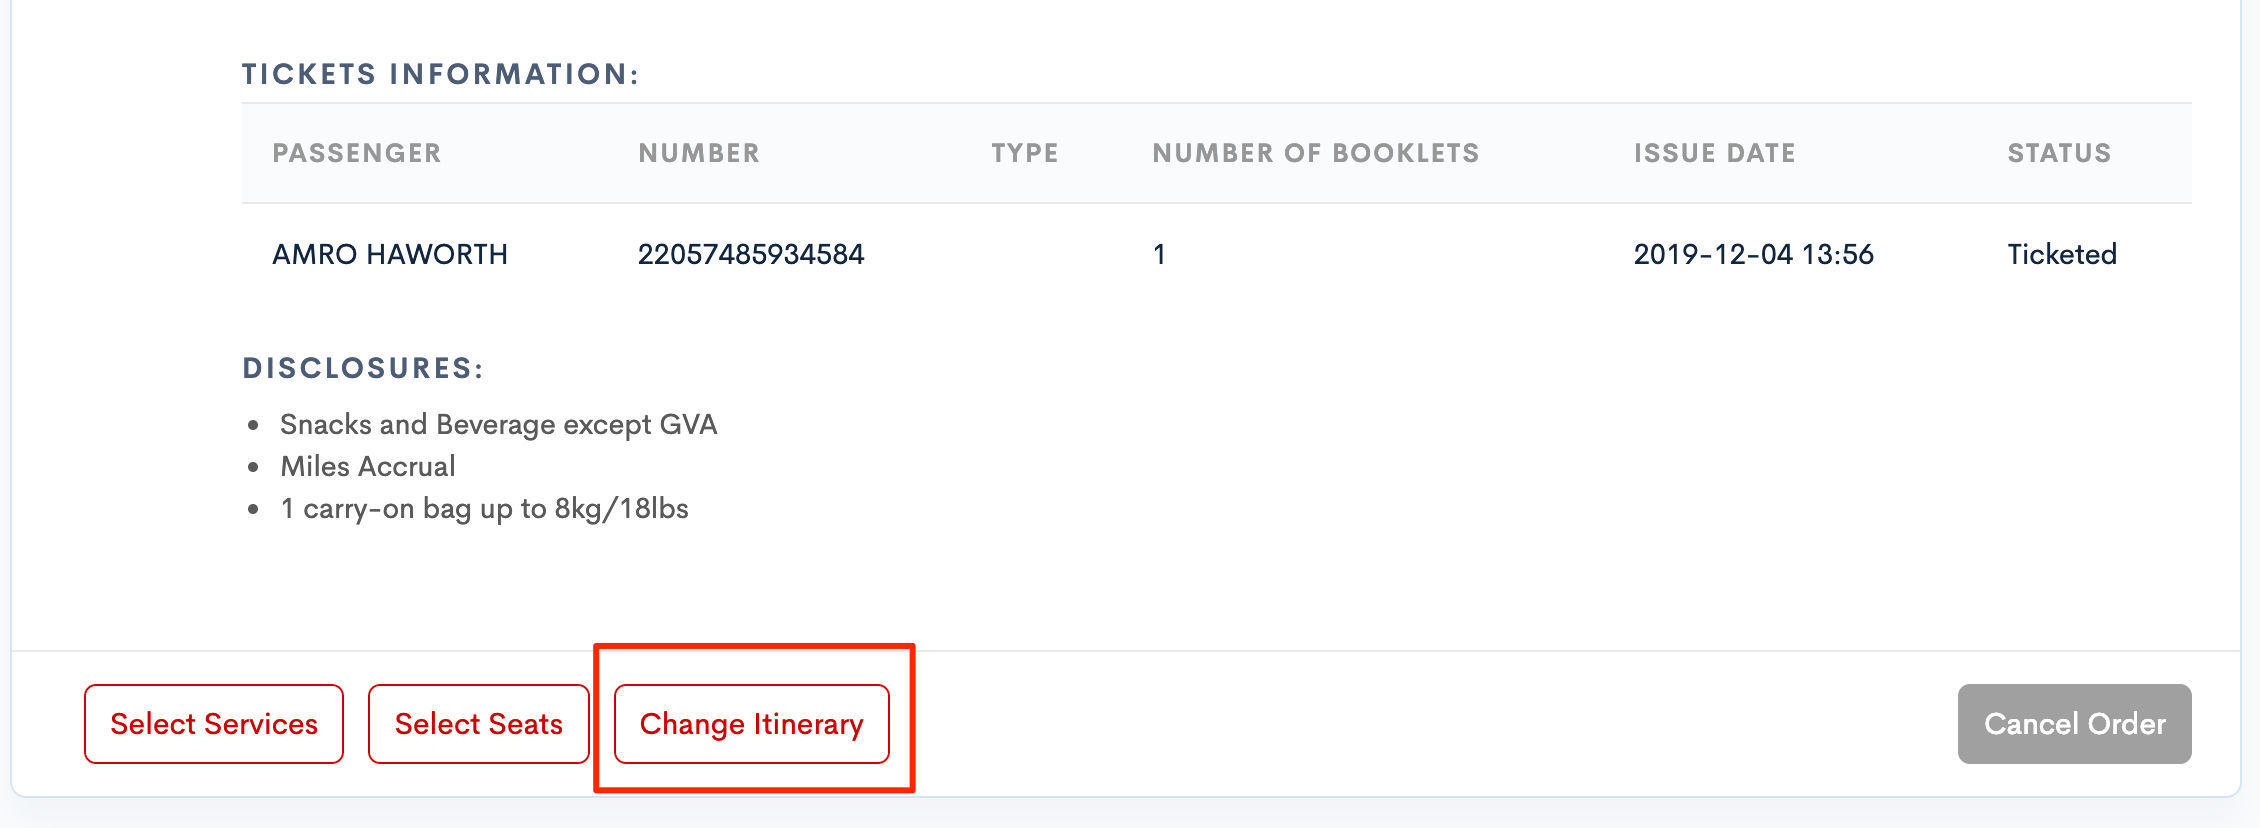 TICKETS INFORMATION:
PASSENGER NUMBER TYPE NUMBER OF BOOKLETS ISSUE DATE STATUS
AMRO HAWORTH 22057485934584 1 2019-12-04 13:56 Ticketed
DISCLOSURES:
• Snacks and Beverage except GVA
• Miles Accrual
• 1 carry-on bag up to 8kg/18lbs
Select Services Select Seats Change Itinerary Cancel Order